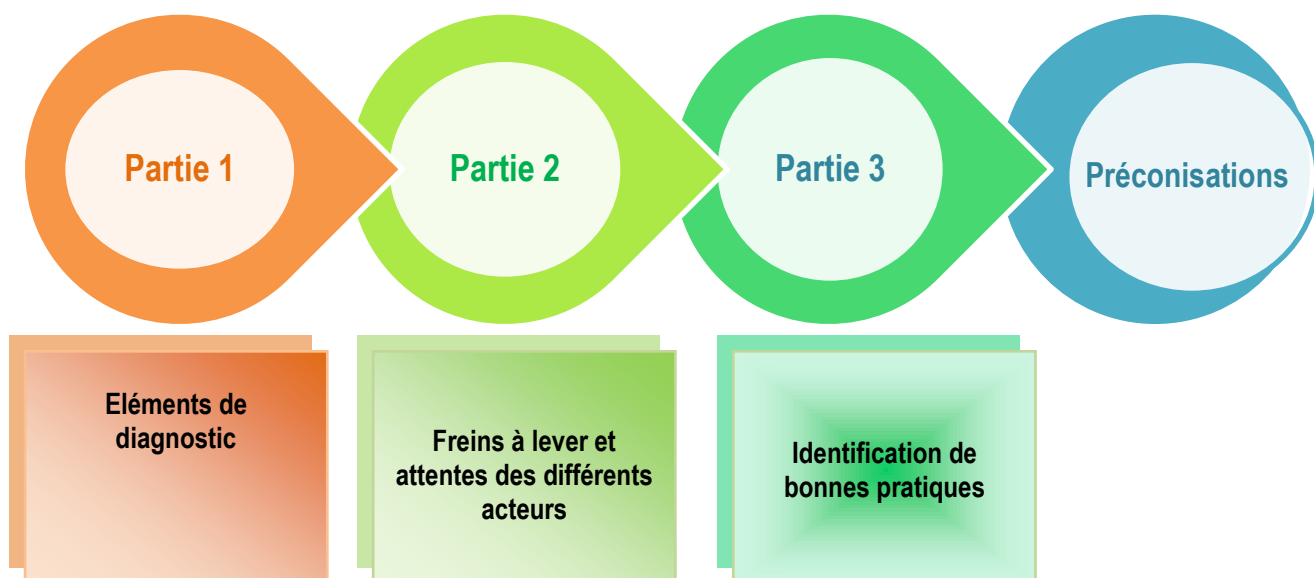 Partie 1
Partie 2
Partie 3
Préconisations
Eléments de
diagnostic
Freins à lever et
attentes des différents
acteurs
Identification de
bonnes pratiques